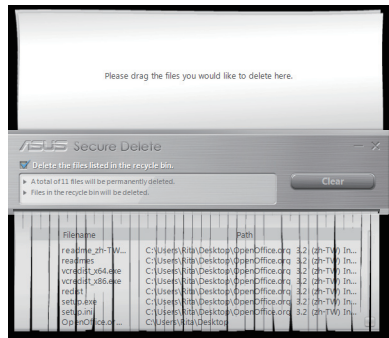 Please drag the files you would like to delete here.
ASUS Secure Delete
Delete the files listed in the recycle bin.
A total of 11 files will be permanently deleted.
Files in the recycle bin will be deleted.
Clear
Filename Path
readme_zh-TW... C:\Users\Rita\Desktop\OpenOffice.org 3.2 (zh-TW) In...
readmes C:\Users\Rita\Desktop\OpenOffice.org 3.2 (zh-TW) In...
vcredist_x64.exe C:\Users\Rita\Desktop\OpenOffice.org 3.2 (zh-TW) In...
vcredist_x86.exe C:\Users\Rita\Desktop\OpenOffice.org 3.2 (zh-TW) In...
redist C:\Users\Rita\Desktop\OpenOffice.org 3.2 (zh-TW) In...
setup.exe C:\Users\Rita\Desktop\OpenOffice.org 3.2 (zh-TW) In...
setup.ini C:\Users\Rita\Desktop\OpenOffice.org 3.2 (zh-TW) In...
OpenOffice.or... C:\Users\Rita\Desktop